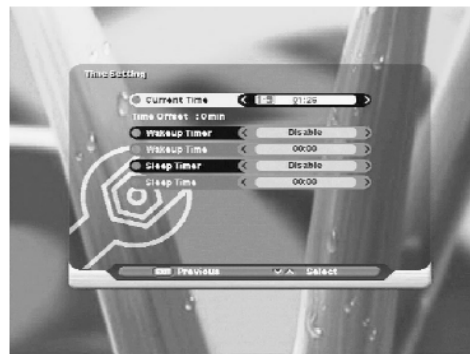 Time Setting
Current Time 01:26
Time Offset : 0min
Wakeup Timer Disable
Wakeup Time 00:00
Sleep Timer Disable
Sleep Time 00:00
Previous Select